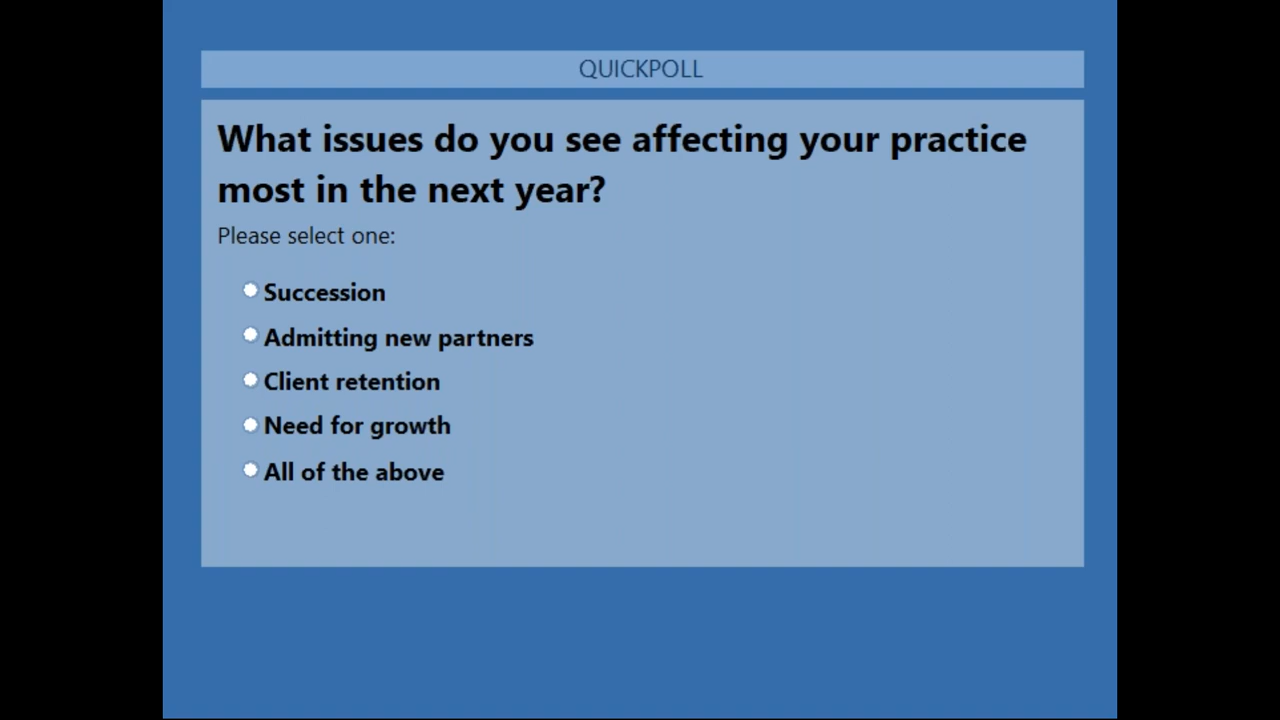 QUICKPOLL
What issues do you see affecting your practice
most in the next year?
Please select one:
Succession
Admitting new partners
Client retention
Need for growth
All of the above